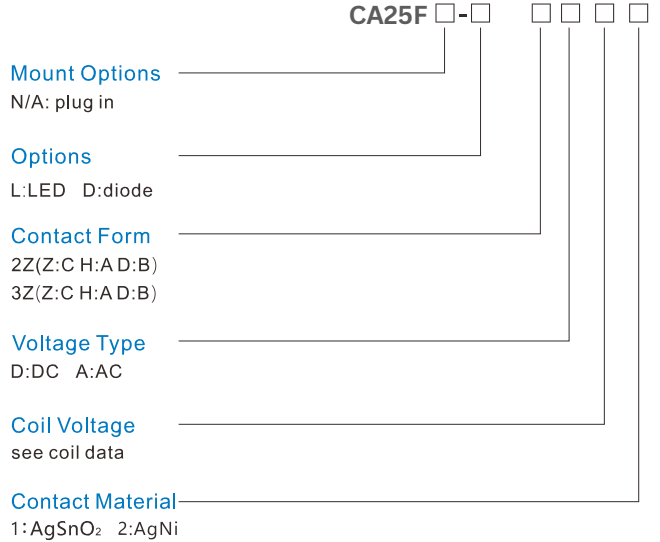 CA25F □-□ □ □ □ □
Mount Options
N/A: plug in
Options
L:LED D:diode
Contact Form
2Z(Z:C H:A D:B)
3Z(Z:C H:A D:B)
Voltage Type
D:DC A:AC
Coil Voltage
see coil data
Contact Material
1:AgSnO₂ 2:AgNi